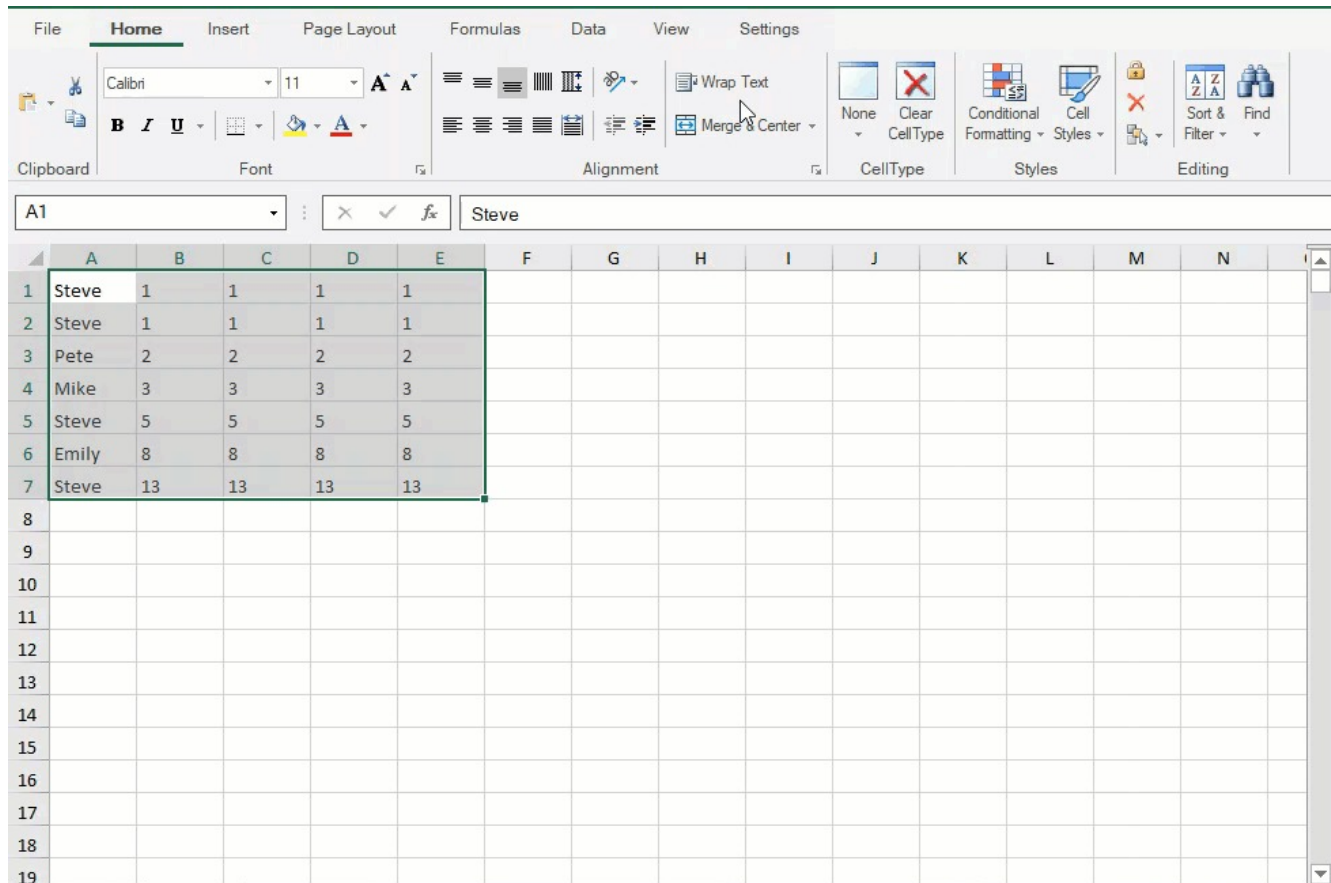 File Home Insert Page Layout Formulas Data View Settings
Calibri 11 A A Wrap Text
B I U A Merge & Center
None Clear CellType
Conditional Formatting Cell Styles
Sort & Filter Find
Clipboard Font Alignment CellType Styles Editing
A1 fx Steve
A B C D E F G H I J K L M N
1 Steve 1 1 1 1
2 Steve 1 1 1 1
3 Pete 2 2 2 2
4 Mike 3 3 3 3
5 Steve 5 5 5 5
6 Emily 8 8 8 8
7 Steve 13 13 13 13
8
9
10
11
12
13
14
15
16
17
18
19